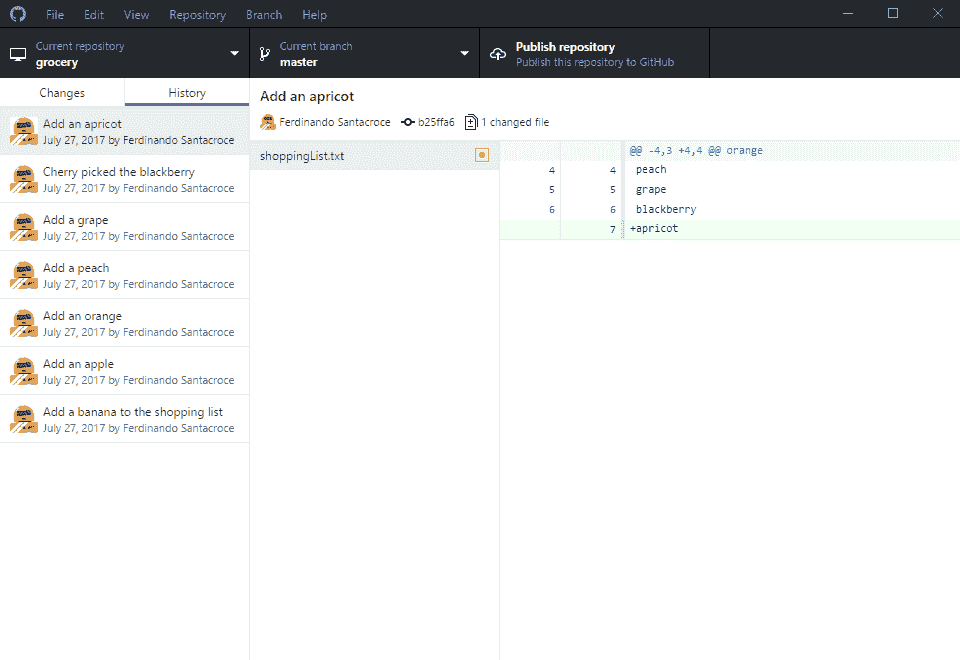 File Edit View Repository Branch Help
Current repository
grocery
Current branch
master
Publish repository
Publish this repository to GitHub
Changes
History
Add an apricot
July 27, 2017 by Ferdinando Santacroce
Cherry picked the blackberry
July 27, 2017 by Ferdinando Santacroce
Add a grape
July 27, 2017 by Ferdinando Santacroce
Add a peach
July 27, 2017 by Ferdinando Santacroce
Add an orange
July 27, 2017 by Ferdinando Santacroce
Add an apple
July 27, 2017 by Ferdinando Santacroce
Add a banana to the shopping list
July 27, 2017 by Ferdinando Santacroce
Add an apricot
Ferdinando Santacroce b25ffa6 1 changed file
shoppingList.txt
@@ -4,3 +4,4 @@ orange
4 4 peach
5 5 grape
6 6 blackberry
7 +apricot